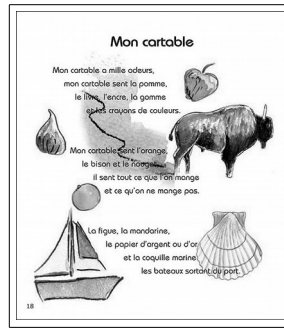 Mon cartable
Mon cartable a mille odeurs,
mon cartable sent la pomme,
le livre, l'encre, la gomme
et les crayons de couleurs.
Mon cartable sent l'orange,
le bison et le nougat,
il sent tout ce que l'on mange
et ce qu'on ne mange pas.
La figue, la mandarine,
le papier d'argent ou d'or
et la coquille marine
les bateaux sortant du port.
18